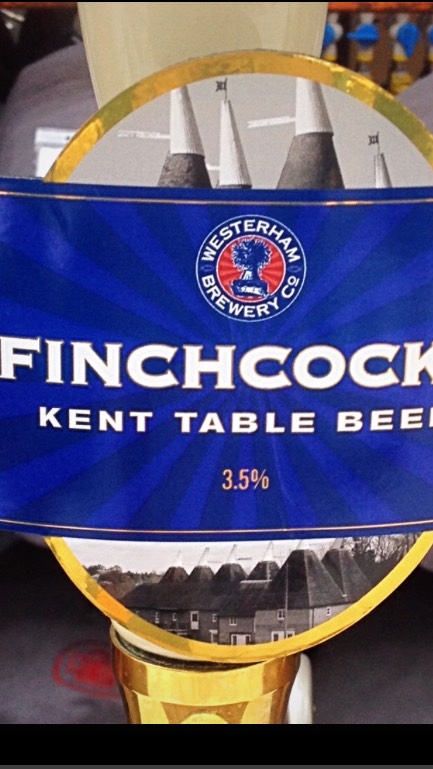 WESTERHAM
BREWERY Co
FINCHCOCK
KENT TABLE BEE
3.5%